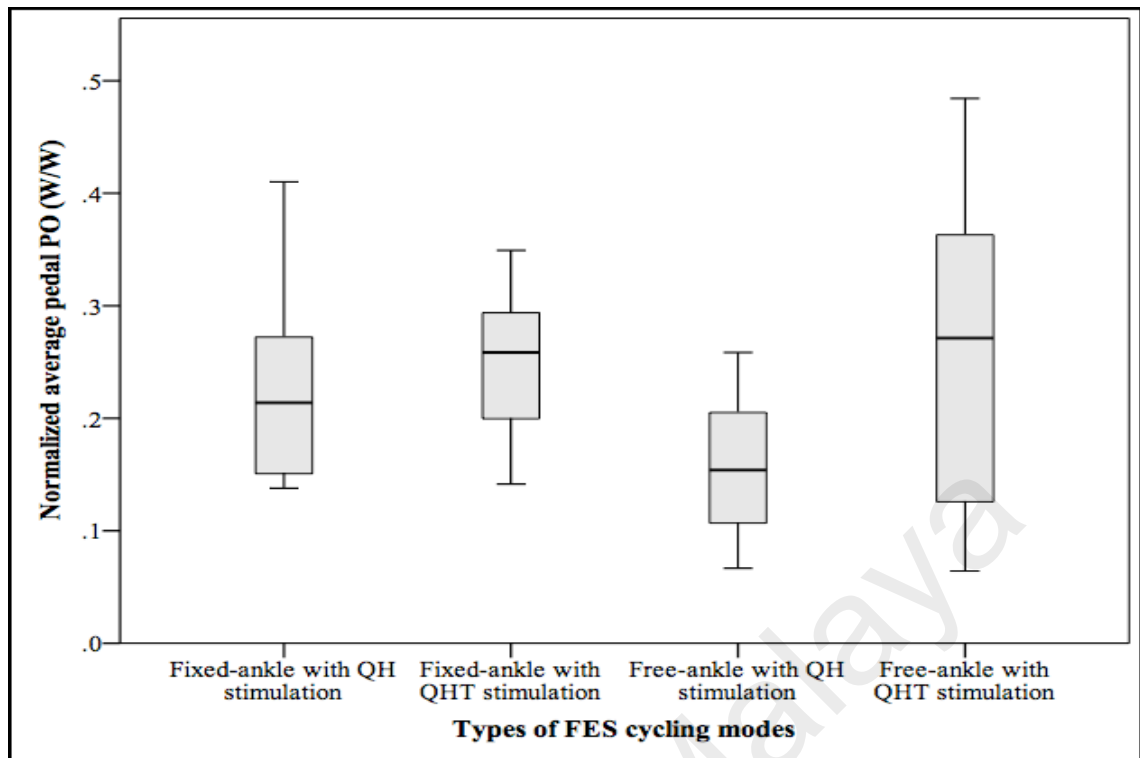 Normalized average pedal PO (W/W)
.5
.4
.3
.2
.1
.0
Fixed-ankle with QH
stimulation
Fixed-ankle with
QHT stimulation
Free-ankle with QH
stimulation
Free-ankle with
QHT stimulation
Types of FES cycling modes
Malaya